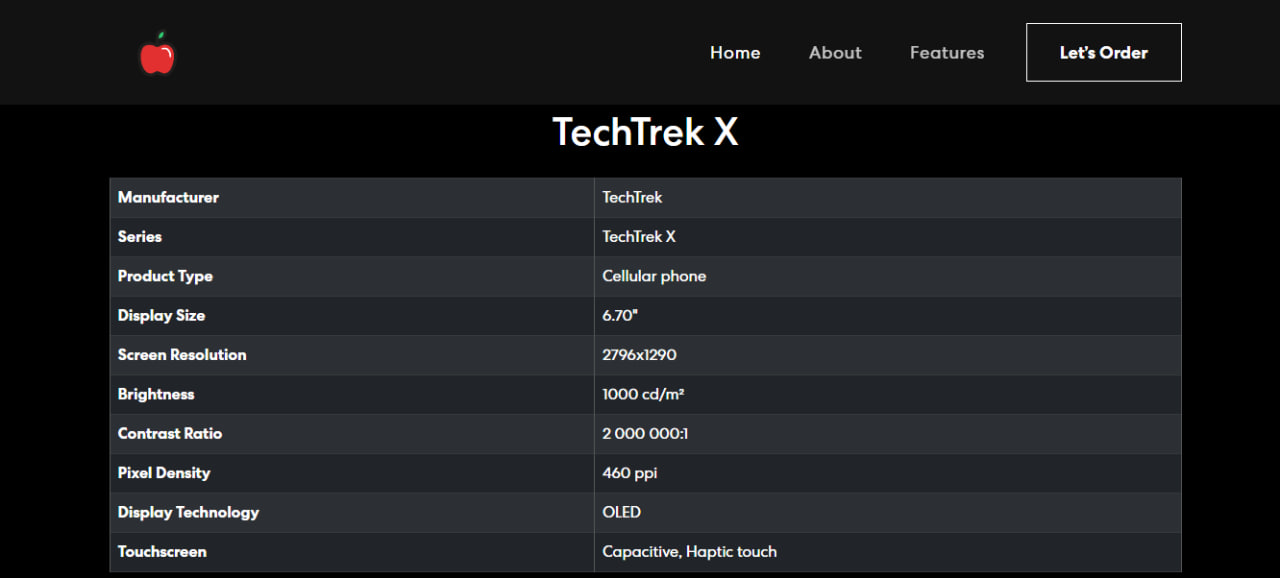 Home About Features Let's Order
TechTrek X
Manufacturer TechTrek
Series TechTrek X
Product Type Cellular phone
Display Size 6.70"
Screen Resolution 2796x1290
Brightness 1000 cd/m²
Contrast Ratio 2 000 000:1
Pixel Density 460 ppi
Display Technology OLED
Touchscreen Capacitive, Haptic touch